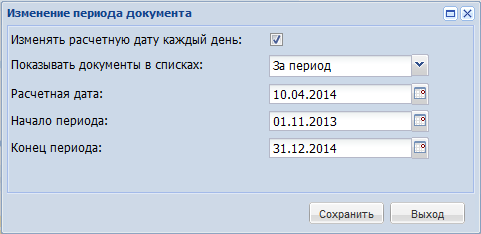 Изменение периода документа
Изменять расчетную дату каждый день:
Показывать документы в списках: За период
Расчетная дата: 10.04.2014
Начало периода: 01.11.2013
Конец периода: 31.12.2014
Сохранить Выход